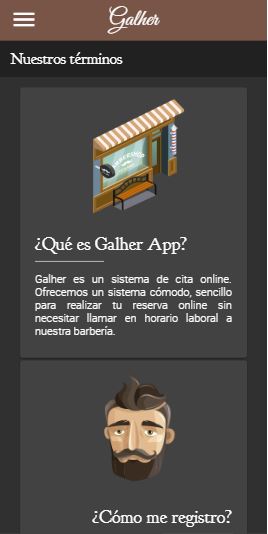 Galher
Nuestros términos
BARBERSHOP
¿Qué es Galher App?
Galher es un sistema de cita online.
Ofrecemos un sistema cómodo, sencillo
para realizar tu reserva online sin
necesitar llamar en horario laboral a
nuestra barbería.
¿Cómo me registro?